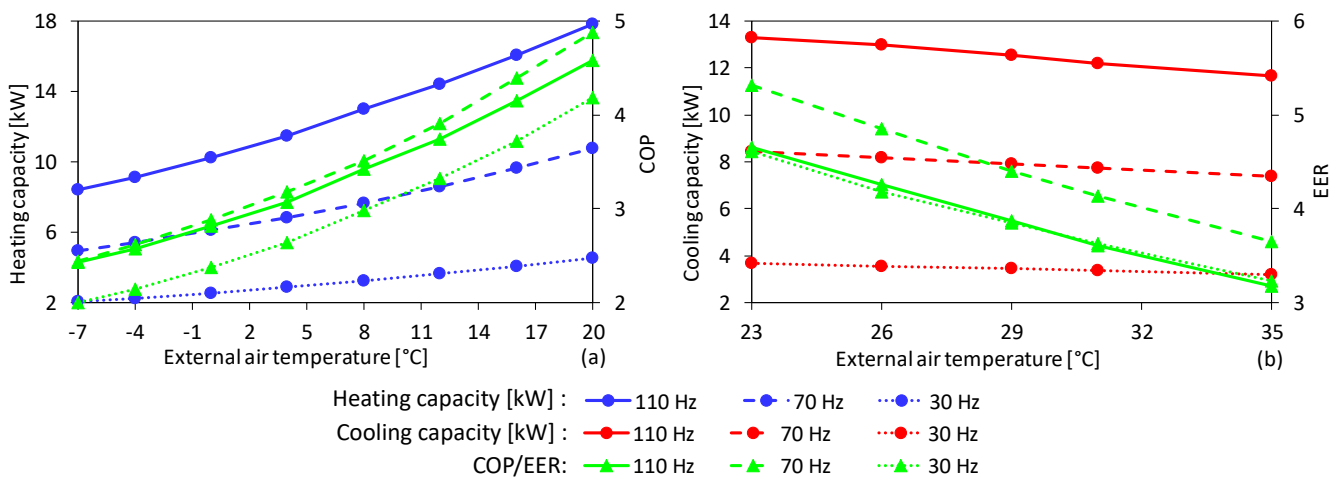 18
14
10
6
2
Heating capacity [kW]
5
4
3
2
COP
-7 -4 -1 2 5 8 11 14 17 20
External air temperature [°C] (a)
14
12
10
8
6
4
2
Cooling capacity [kW]
6
5
4
3
EER
23 26 29 32 35
External air temperature [°C] (b)
Heating capacity [kW] : 110 Hz 70 Hz 30 Hz
Cooling capacity [kW] : 110 Hz 70 Hz 30 Hz
COP/EER: 110 Hz 70 Hz 30 Hz